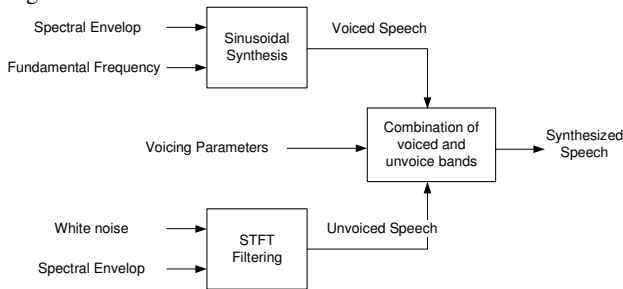 Spectral Envelop
Fundamental Frequency
Sinusoidal
Synthesis
Voiced Speech
Voicing Parameters
Combination of
voiced and
unvoice bands
Synthesized
Speech
White noise
Spectral Envelop
STFT
Filtering
Unvoiced Speech